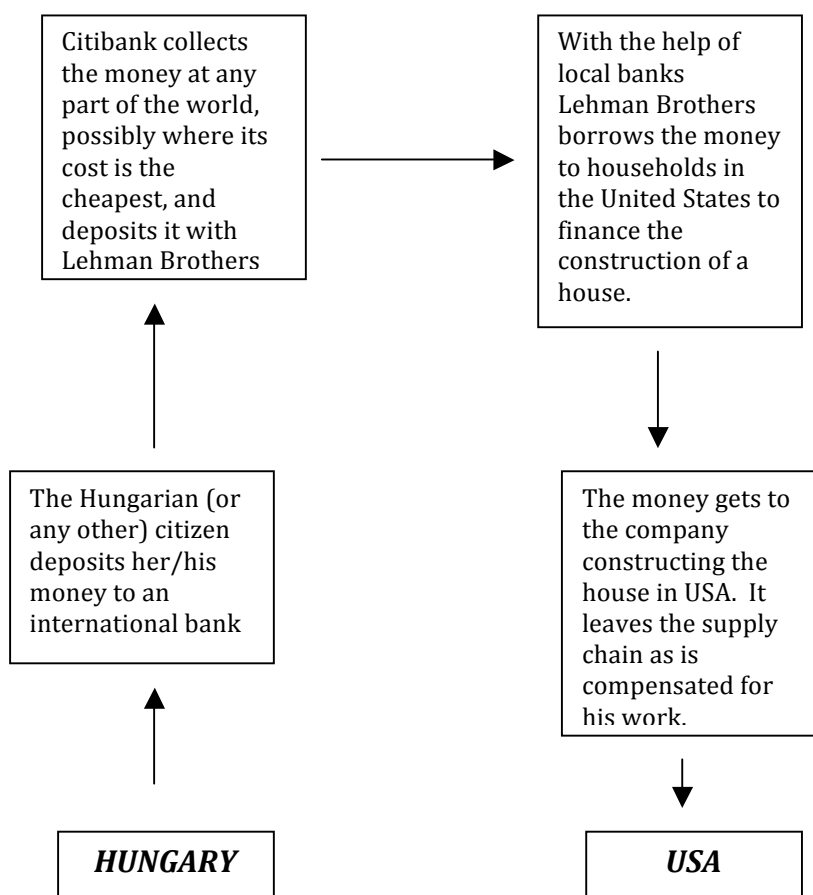 Citibank collects
the money at any
part of the world,
possibly where its
cost is the
cheapest, and
deposits it with
Lehman Brothers
With the help of
local banks
Lehman Brothers
borrows the money
to households in
the United States to
finance the
construction of a
house.
The Hungarian (or
any other) citizen
deposits her/his
money to an
international bank
The money gets to
the company
constructing the
house in USA.  It
leaves the supply
chain as is
compensated for
his work.
HUNGARY
USA